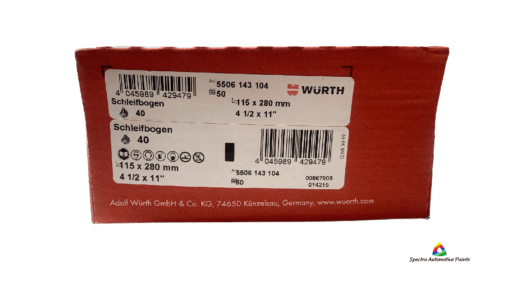 4 045989 429479
Schleifbogen
40
5506 143 104
50
115 x 280 mm
4 1/2 x 11"
WÜRTH
Schleifbogen
40
115 x 280 mm
4 1/2 x 11"
4 045989 429479
5506 143 104
50
00867905
014215
Adolf Würth GmbH & Co. KG, 74650 Künzelsau, Germany, www.wuerth.com
Spectra Automotive Paints